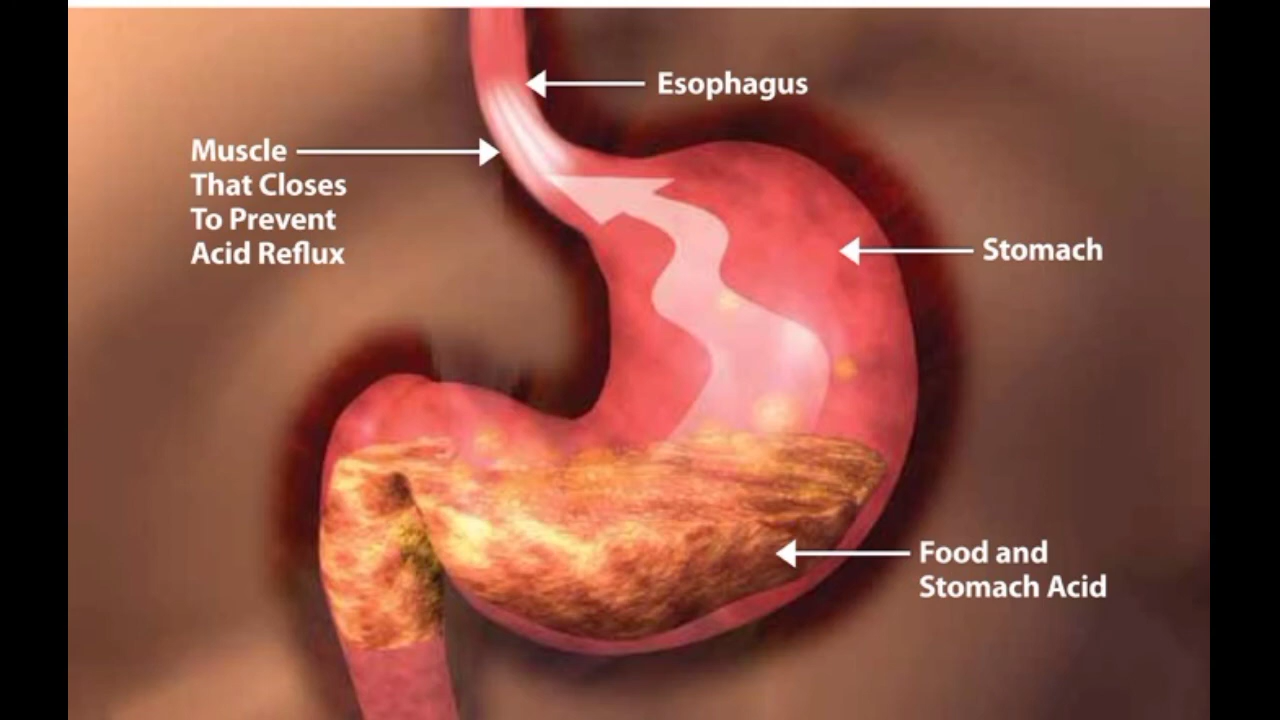 Esophagus
Muscle
That Closes
To Prevent
Acid Reflux
Stomach
Food and
Stomach Acid